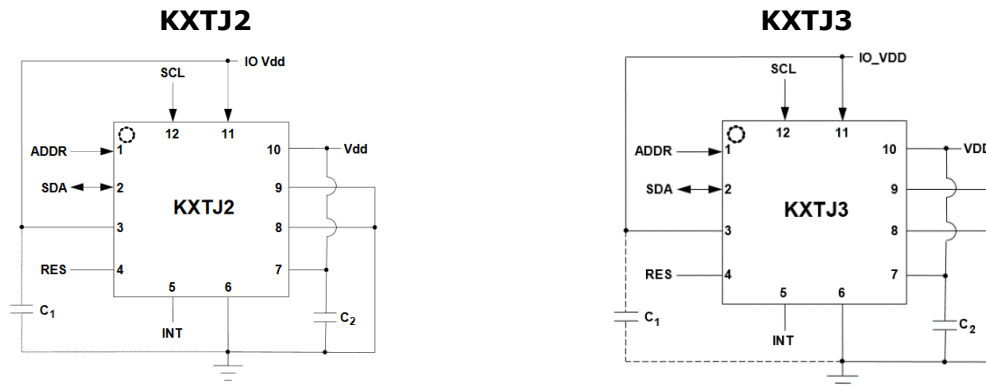 KXTJ2
IO Vdd
SCL
12
11
ADDR
1
10
Vdd
SDA
2
9
KXTJ2
3
8
RES
4
7
5
6
C1
C2
INT
KXTJ3
IO_VDD
SCL
12
11
ADDR
1
10
VDD
SDA
2
9
KXTJ3
3
8
RES
4
7
5
6
C1
C2
INT